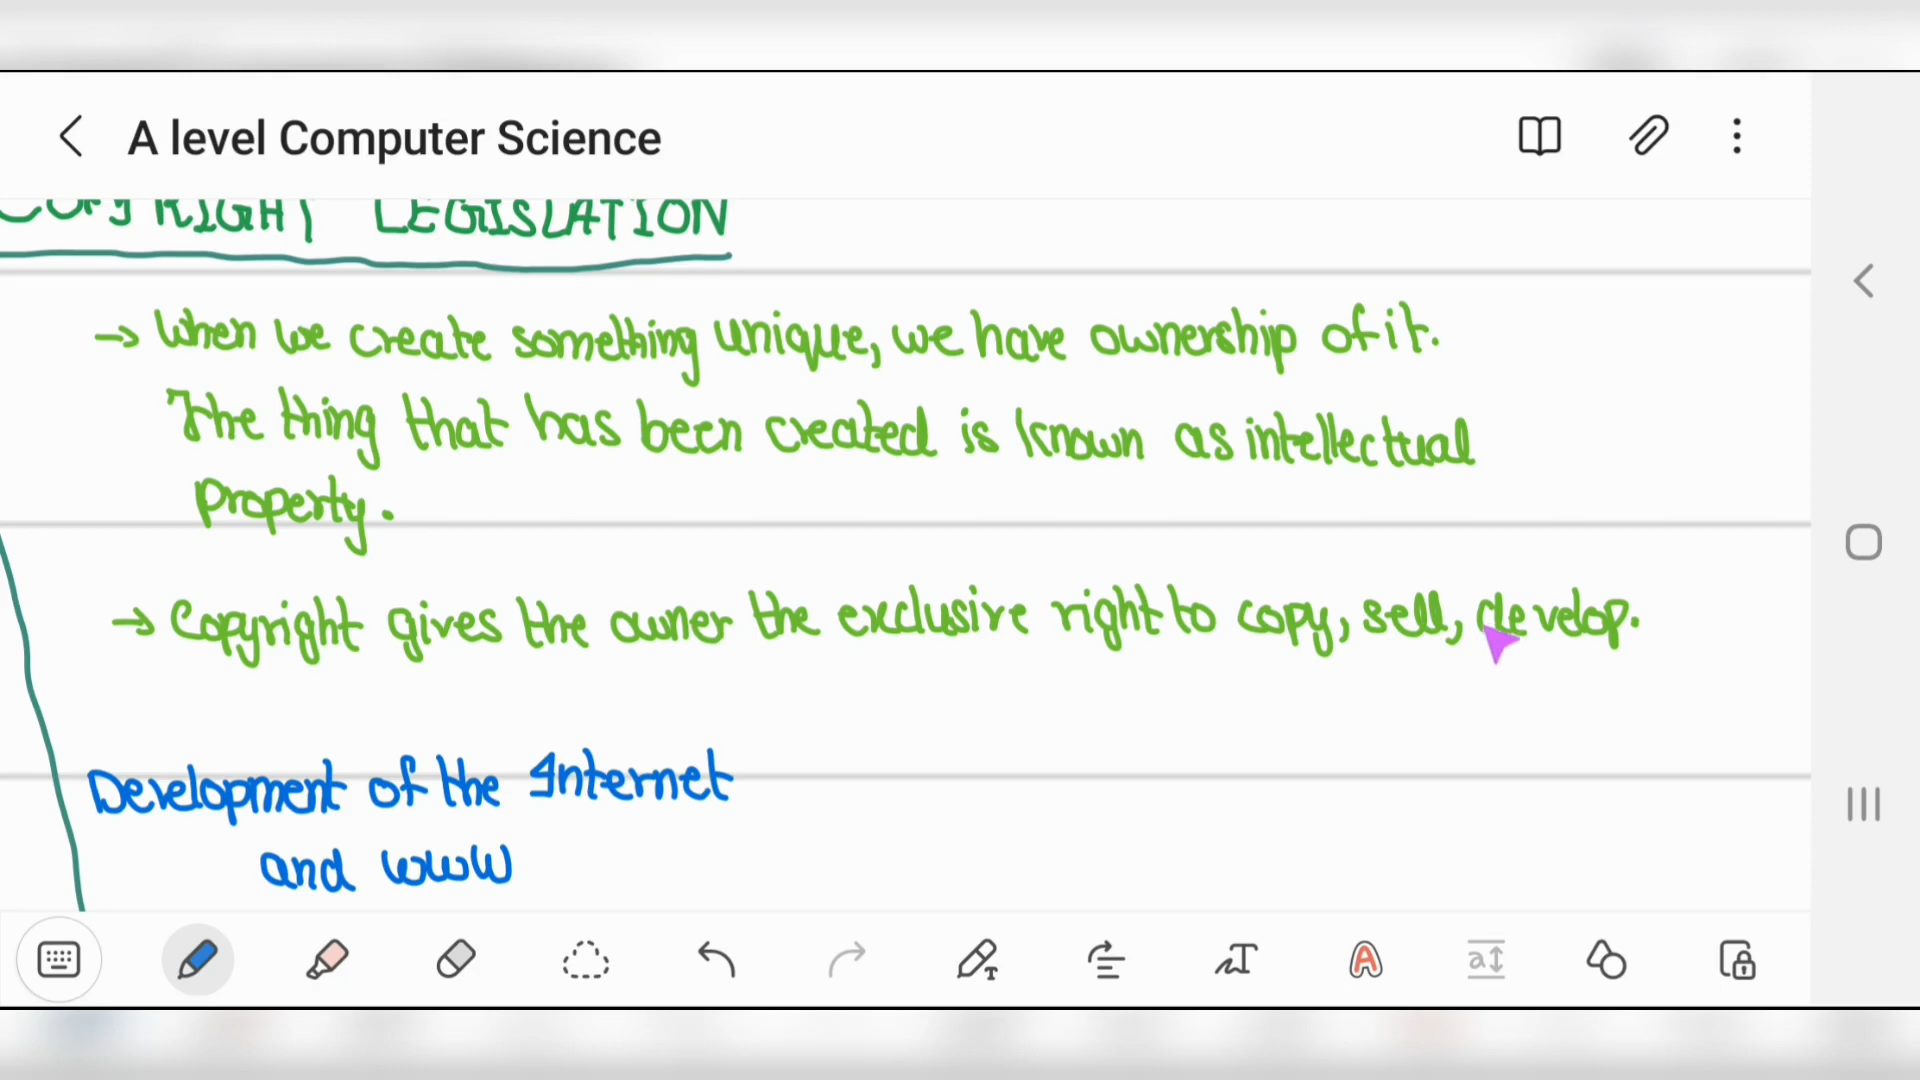 A level Computer Science
COPYRIGHT LEGISLATION
→ When we create something unique, we have ownership of it.
The thing that has been created is known as intellectual
property.
→ Copyright gives the owner the exclusive right to copy, sell, develop.
Development of the Internet
and WWW